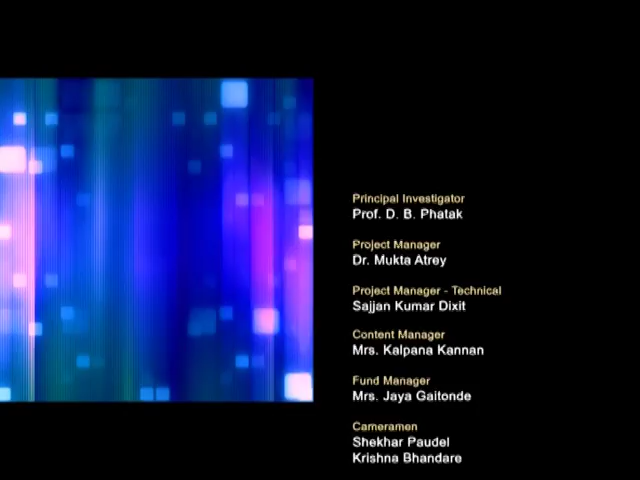 Principal Investigator
Prof. D. B. Phatak
Project Manager
Dr. Mukta Atrey
Project Manager - Technical
Sajjan Kumar Dixit
Content Manager
Mrs. Kalpana Kannan
Fund Manager
Mrs. Jaya Gaitonde
Cameramen
Shekhar Paudel
Krishna Bhandare